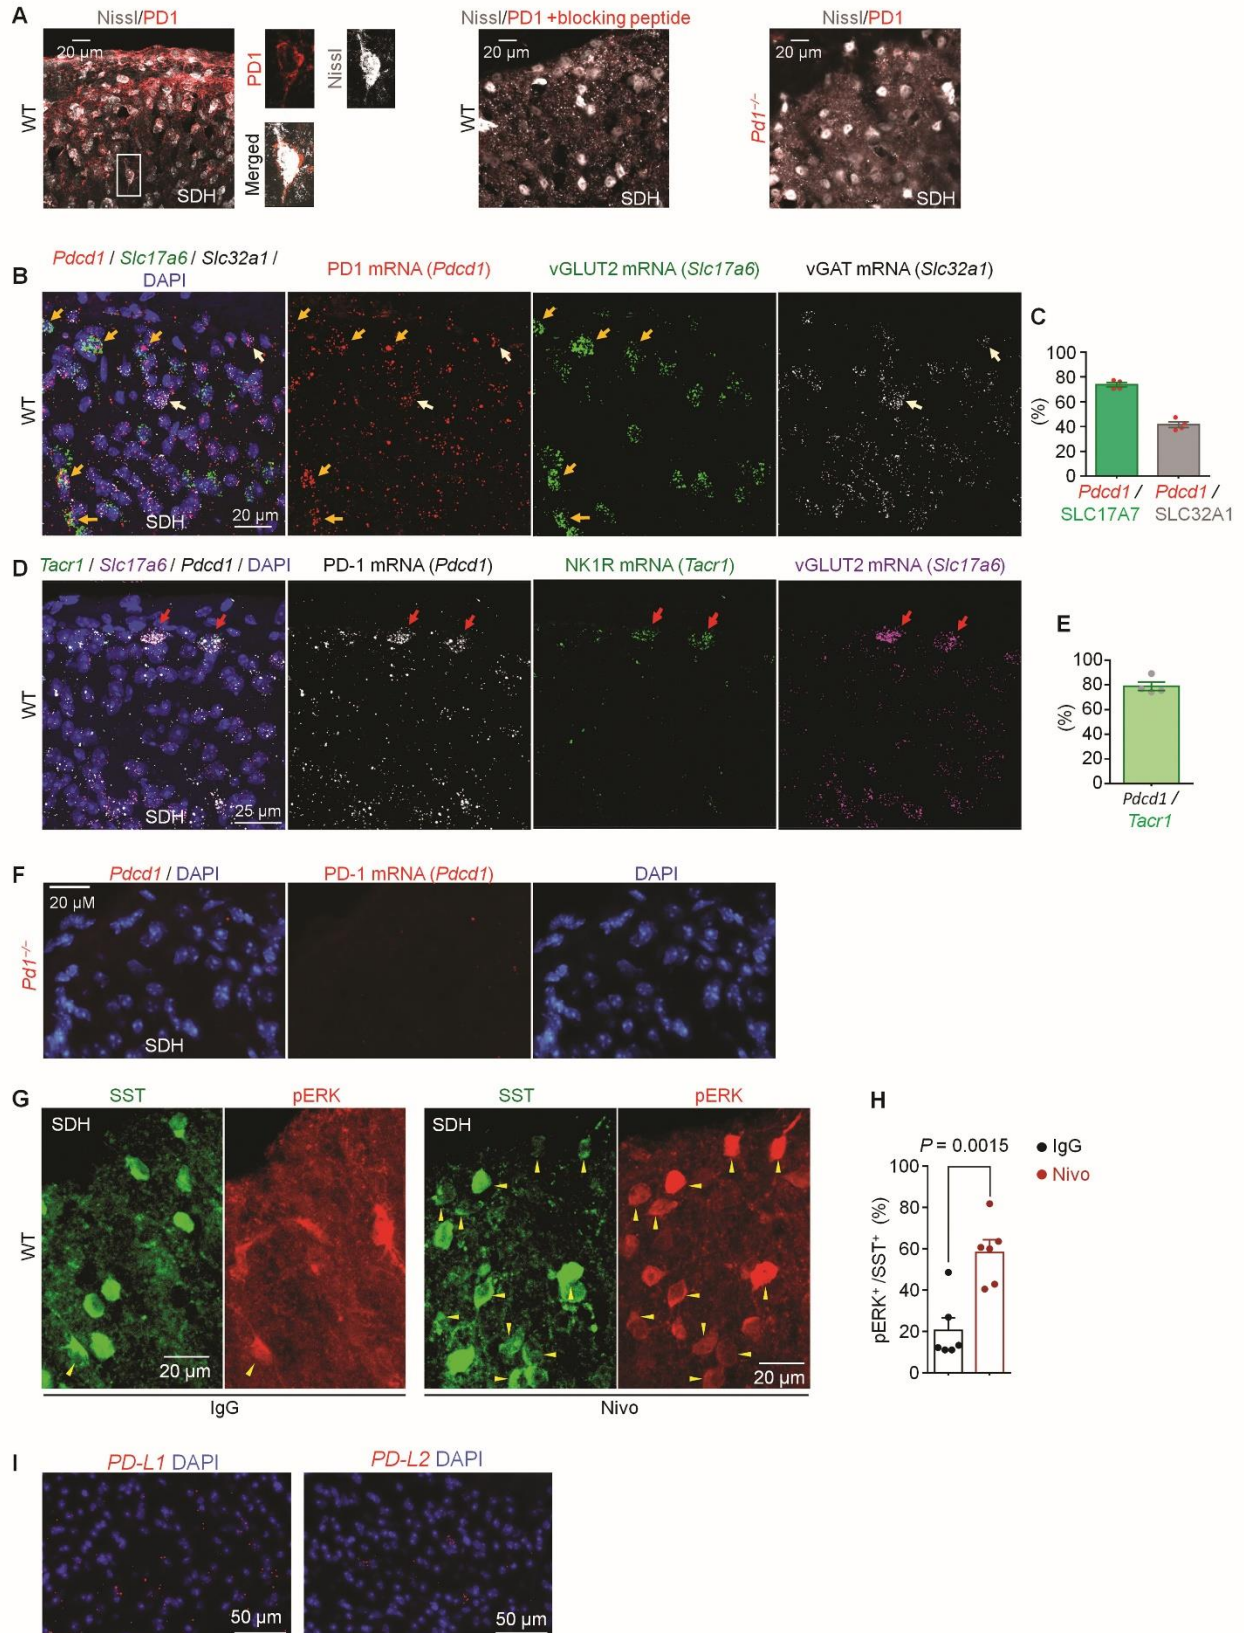 A
Nissl/PD1
20 µm
WT
SDH
PD1
Nissl
Merged
Nissl/PD1 +blocking peptide
20 µm
WT
SDH
Nissl/PD1
20 µm
Pd1−/−
SDH
B
Pdcd1 / Slc17a6 / Slc32a1 /
DAPI
PD1 mRNA (Pdcd1)
vGLUT2 mRNA (Slc17a6)
vGAT mRNA (Slc32a1)
WT
SDH
20 µm
C
100
80
60
40
20
0
(%)
Pdcd1 /
SLC17A7
Pdcd1 /
SLC32A1
D
Tacr1 / Slc17a6 / Pdcd1 / DAPI
PD-1 mRNA (Pdcd1)
NK1R mRNA (Tacr1)
vGLUT2 mRNA (Slc17a6)
WT
SDH
25 µm
E
100
80
60
40
20
0
(%)
Pdcd1 /
Tacr1
F
Pdcd1 / DAPI
PD-1 mRNA (Pdcd1)
DAPI
20 µM
Pd1−/−
SDH
G
SST
pERK
SST
pERK
SDH
SDH
WT
20 µm
20 µm
IgG
Nivo
H
P = 0.0015
IgG
Nivo
100
80
60
40
20
0
pERK+ /SST+ (%)
I
PD-L1 DAPI
PD-L2 DAPI
50 µm
50 µm